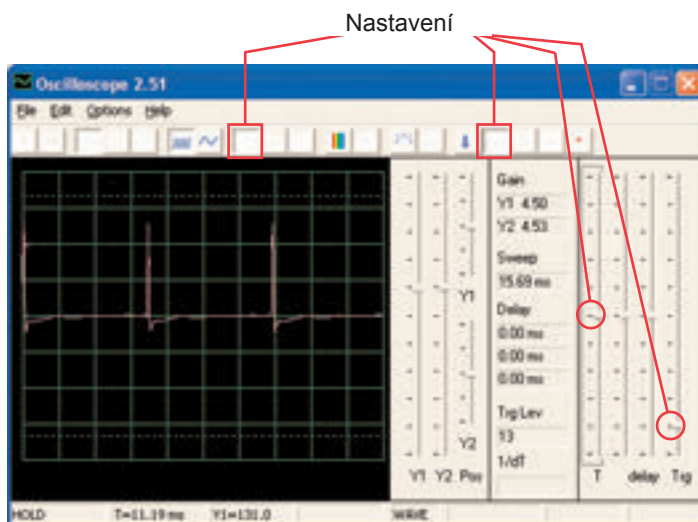 Nastavení
Oscilloscope 2.51
File Edit Options Help
Gain
Y1 4.50
Y2 4.53
Sweep
15.69 ms
Delay
0.00 ms
0.00 ms
0.00 ms
Trg Lev
13
1/dT
Y1
Y2
Y1 Y2 Pos
T delay Trg
HOLD T=11.19 ms Y1=131.0 WAVE